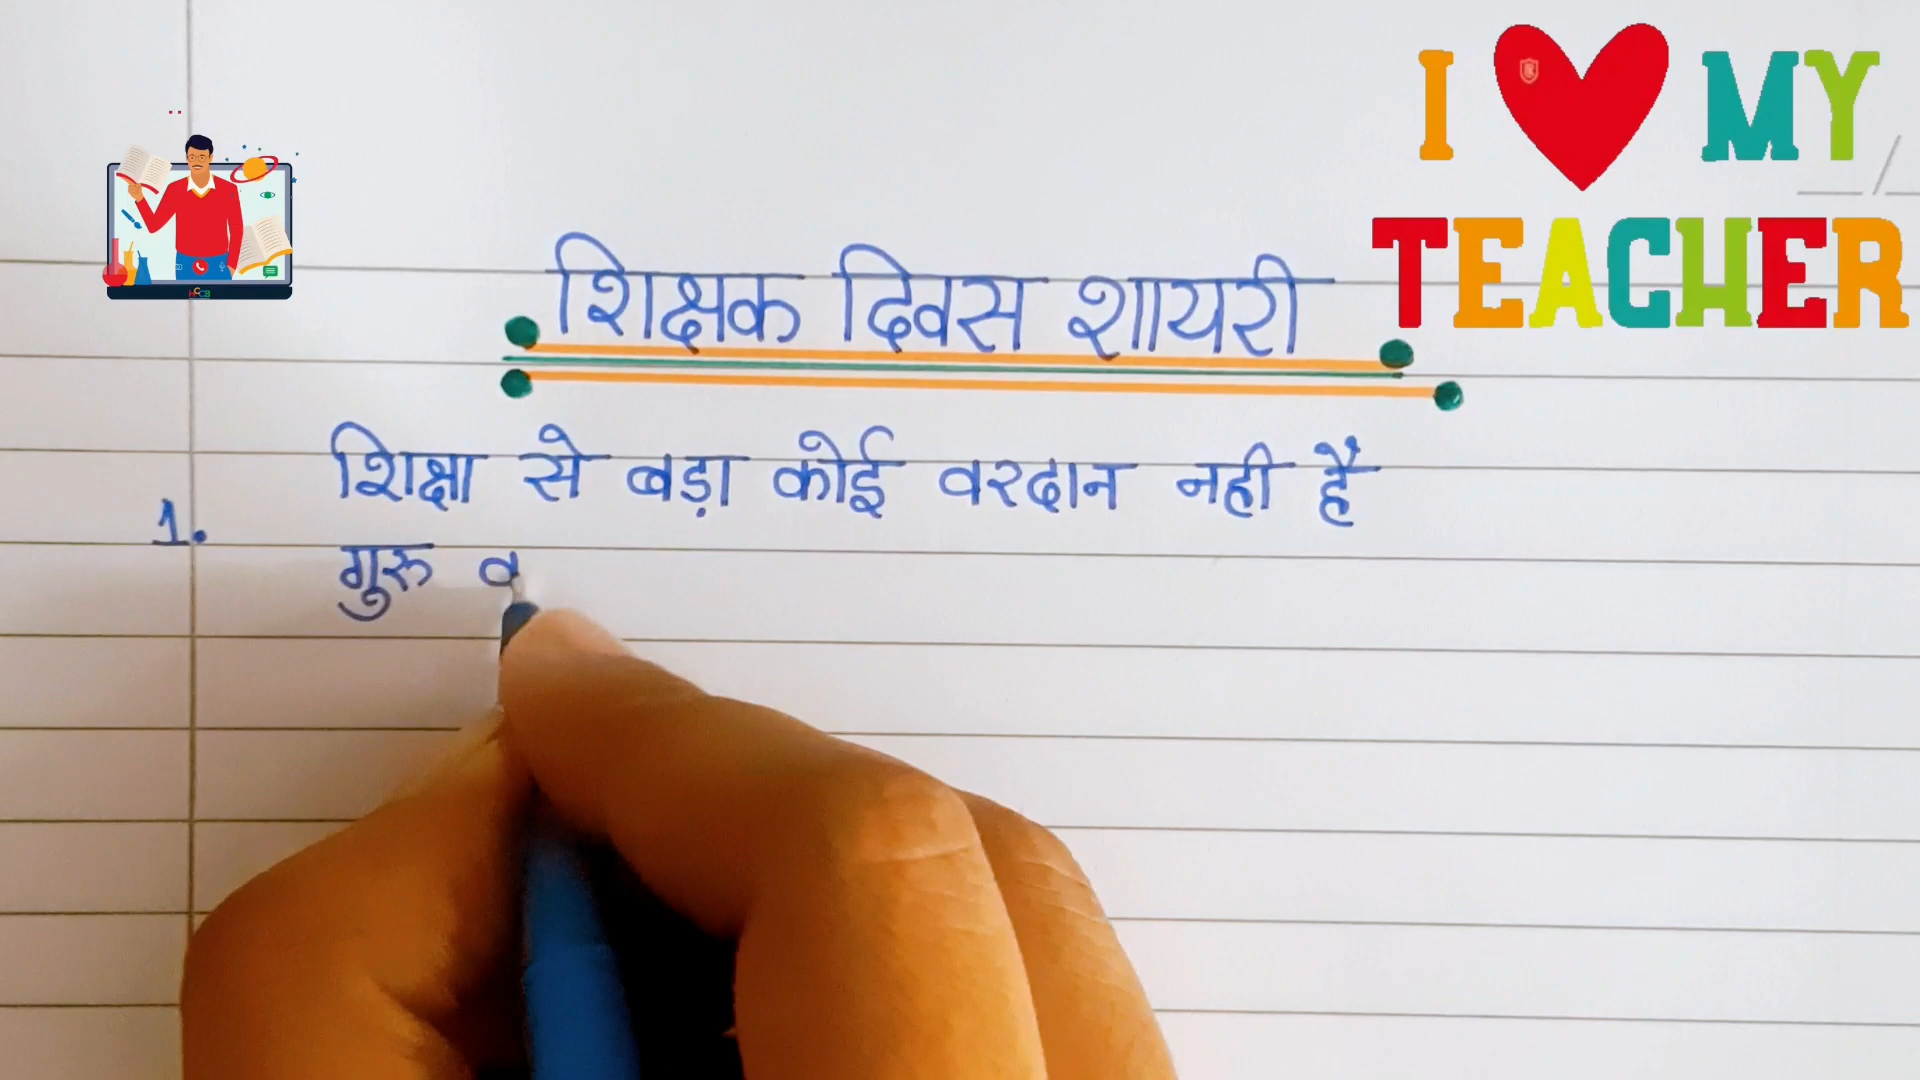 I MY
TEACHER
शिक्षक दिवस शायरी
1. शिक्षा से बड़ा कोई वरदान नही है
गुरु